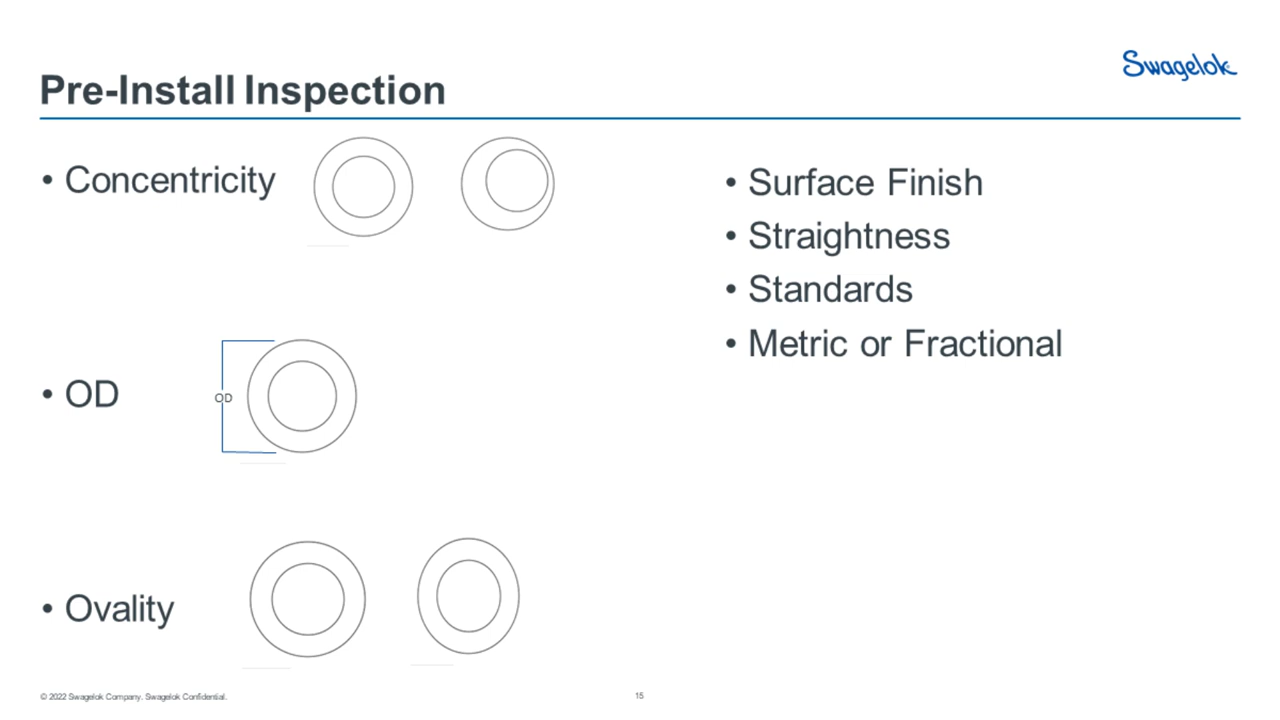 Swagelok
Pre-Install Inspection
• Concentricity
• OD
OD
• Ovality
• Surface Finish
• Straightness
• Standards
• Metric or Fractional
© 2022 Swagelok Company. Swagelok Confidential.
15